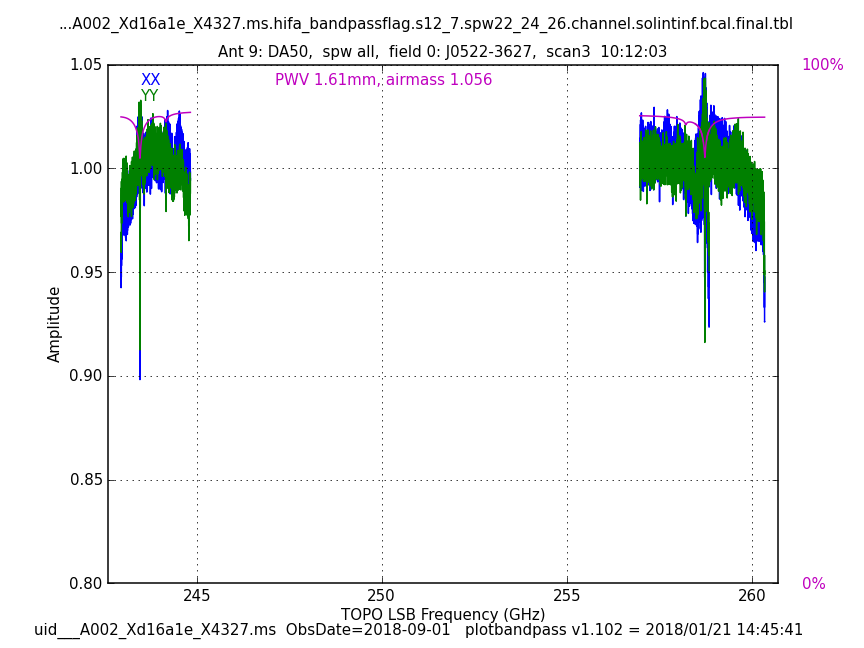 ...A002_Xd16a1e_X4327.ms.hifa_bandpassflag.s12_7.spw22_24_26.channel.solintinf.bcal.final.tbl
Ant 9: DA50,  spw all,  field 0: J0522-3627,  scan3  10:12:03
1.05
100%
XX
PWV 1.61mm, airmass 1.056
YY
1.00
0.95
Amplitude
0.90
0.85
0.80
0%
245
250
255
260
TOPO LSB Frequency (GHz)
uid___A002_Xd16a1e_X4327.ms  ObsDate=2018-09-01   plotbandpass v1.102 = 2018/01/21 14:45:41